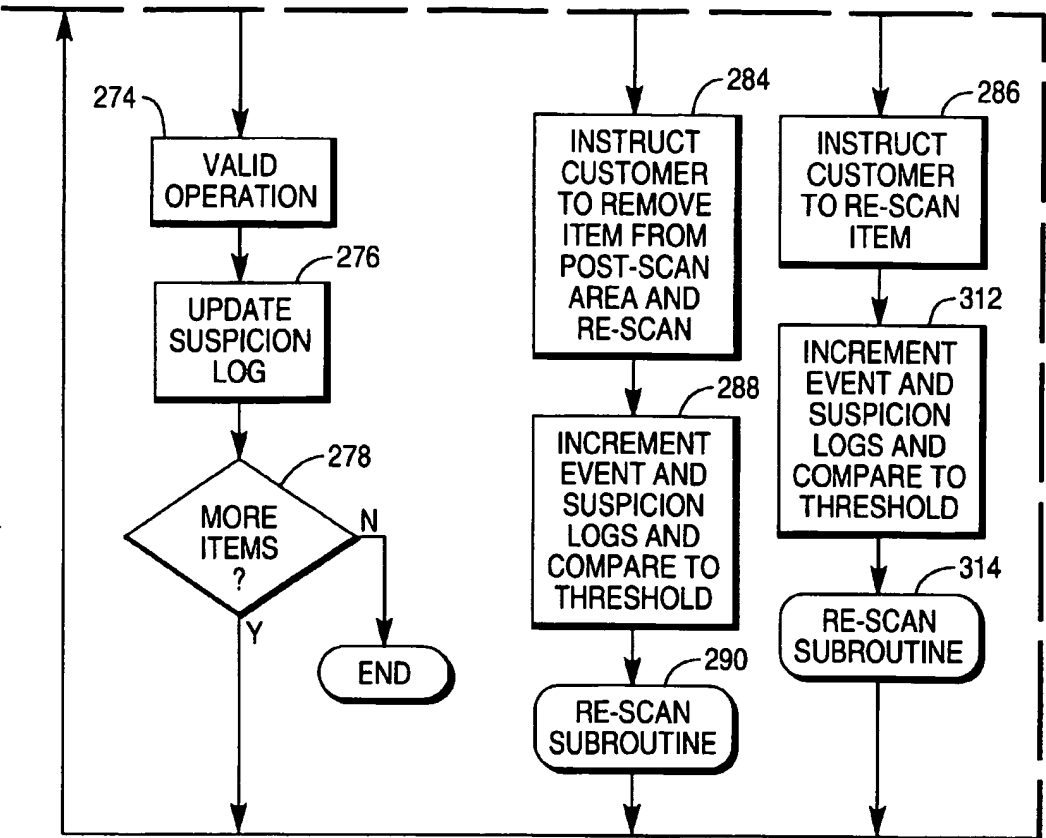 274
VALID
OPERATION
276
UPDATE
SUSPICION
LOG
278
MORE
ITEMS
?
N
Y
END
284
INSTRUCT
CUSTOMER
TO REMOVE
ITEM FROM
POST-SCAN
AREA AND
RE-SCAN
288
INCREMENT
EVENT AND
SUSPICION
LOGS AND
COMPARE TO
THRESHOLD
290
RE-SCAN
SUBROUTINE
286
INSTRUCT
CUSTOMER
TO RE-SCAN
ITEM
312
INCREMENT
EVENT AND
SUSPICION
LOGS AND
COMPARE TO
THRESHOLD
314
RE-SCAN
SUBROUTINE